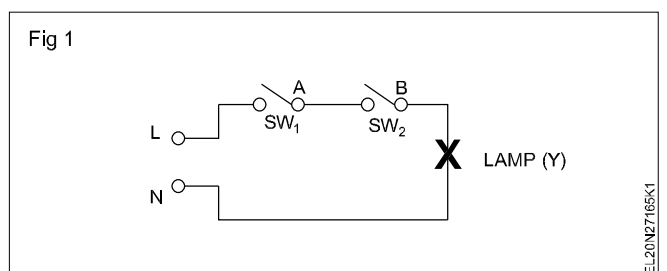 Fig 1
A B
SW1 SW2
L
LAMP (Y)
N
EL20N27165K1